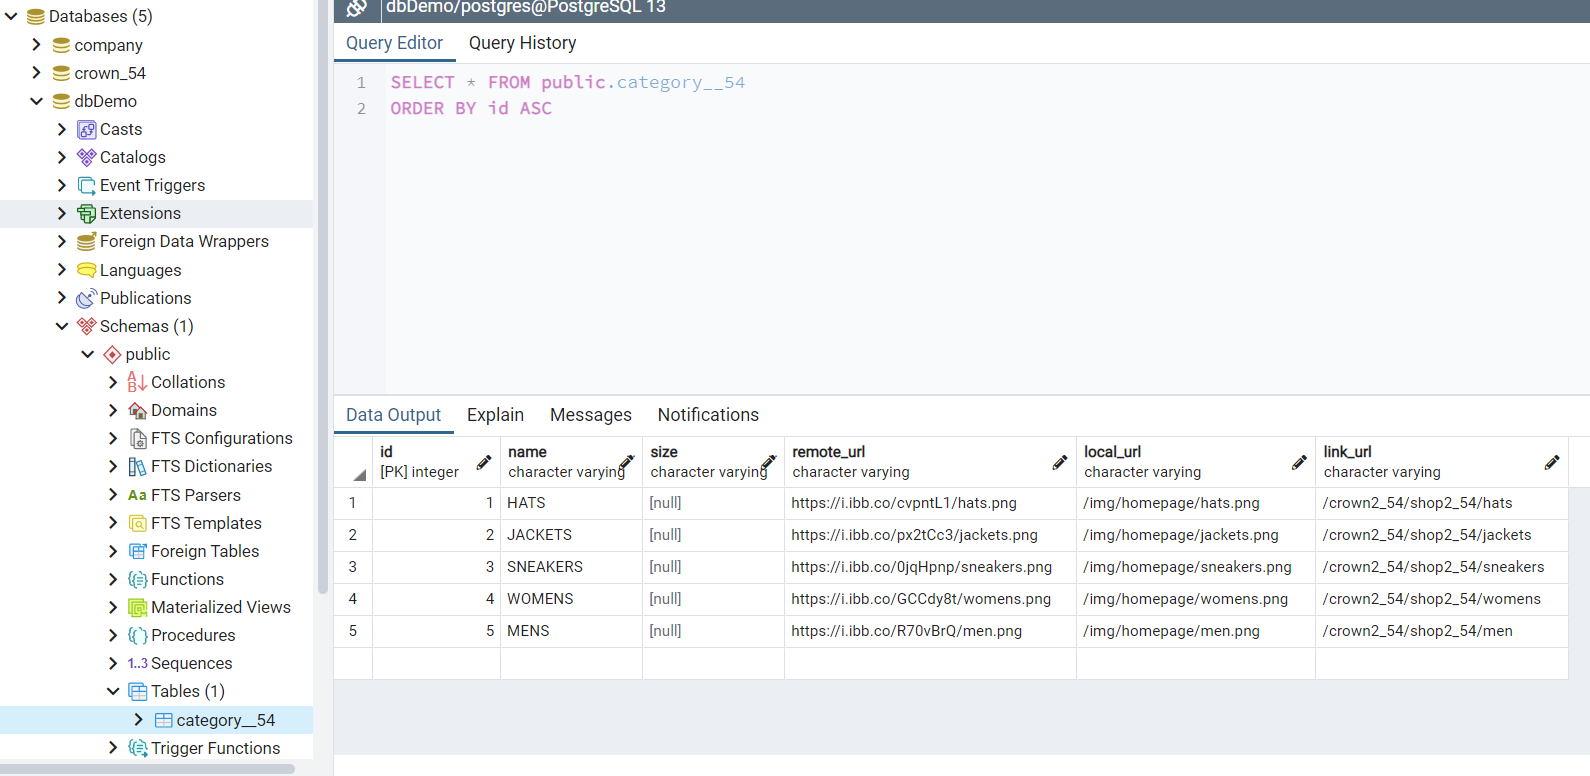 Databases (5)
company
crown_54
dbDemo
Casts
Catalogs
Event Triggers
Extensions
Foreign Data Wrappers
Languages
Publications
Schemas (1)
public
Collations
Domains
FTS Configurations
FTS Dictionaries
Aa FTS Parsers
FTS Templates
Foreign Tables
Functions
Materialized Views
Procedures
1..3 Sequences
Tables (1)
category__54
Trigger Functions
dbDemo/postgres@PostgreSQL 13
Query Editor Query History
1 SELECT * FROM public.category__54
2 ORDER BY id ASC
Data Output Explain Messages Notifications
id name size remote_url local_url link_url
[PK] integer character varying character varying character varying character varying character varying
1 1 HATS [null] https://i.ibb.co/cvpntL1/hats.png /img/homepage/hats.png /crown2_54/shop2_54/hats
2 2 JACKETS [null] https://i.ibb.co/px2tCc3/jackets.png /img/homepage/jackets.png /crown2_54/shop2_54/jackets
3 3 SNEAKERS [null] https://i.ibb.co/0jqHpnp/sneakers.png /img/homepage/sneakers.png /crown2_54/shop2_54/sneakers
4 4 WOMENS [null] https://i.ibb.co/GCCdy8t/womens.png /img/homepage/womens.png /crown2_54/shop2_54/womens
5 5 MENS [null] https://i.ibb.co/R70vBrQ/men.png /img/homepage/men.png /crown2_54/shop2_54/men